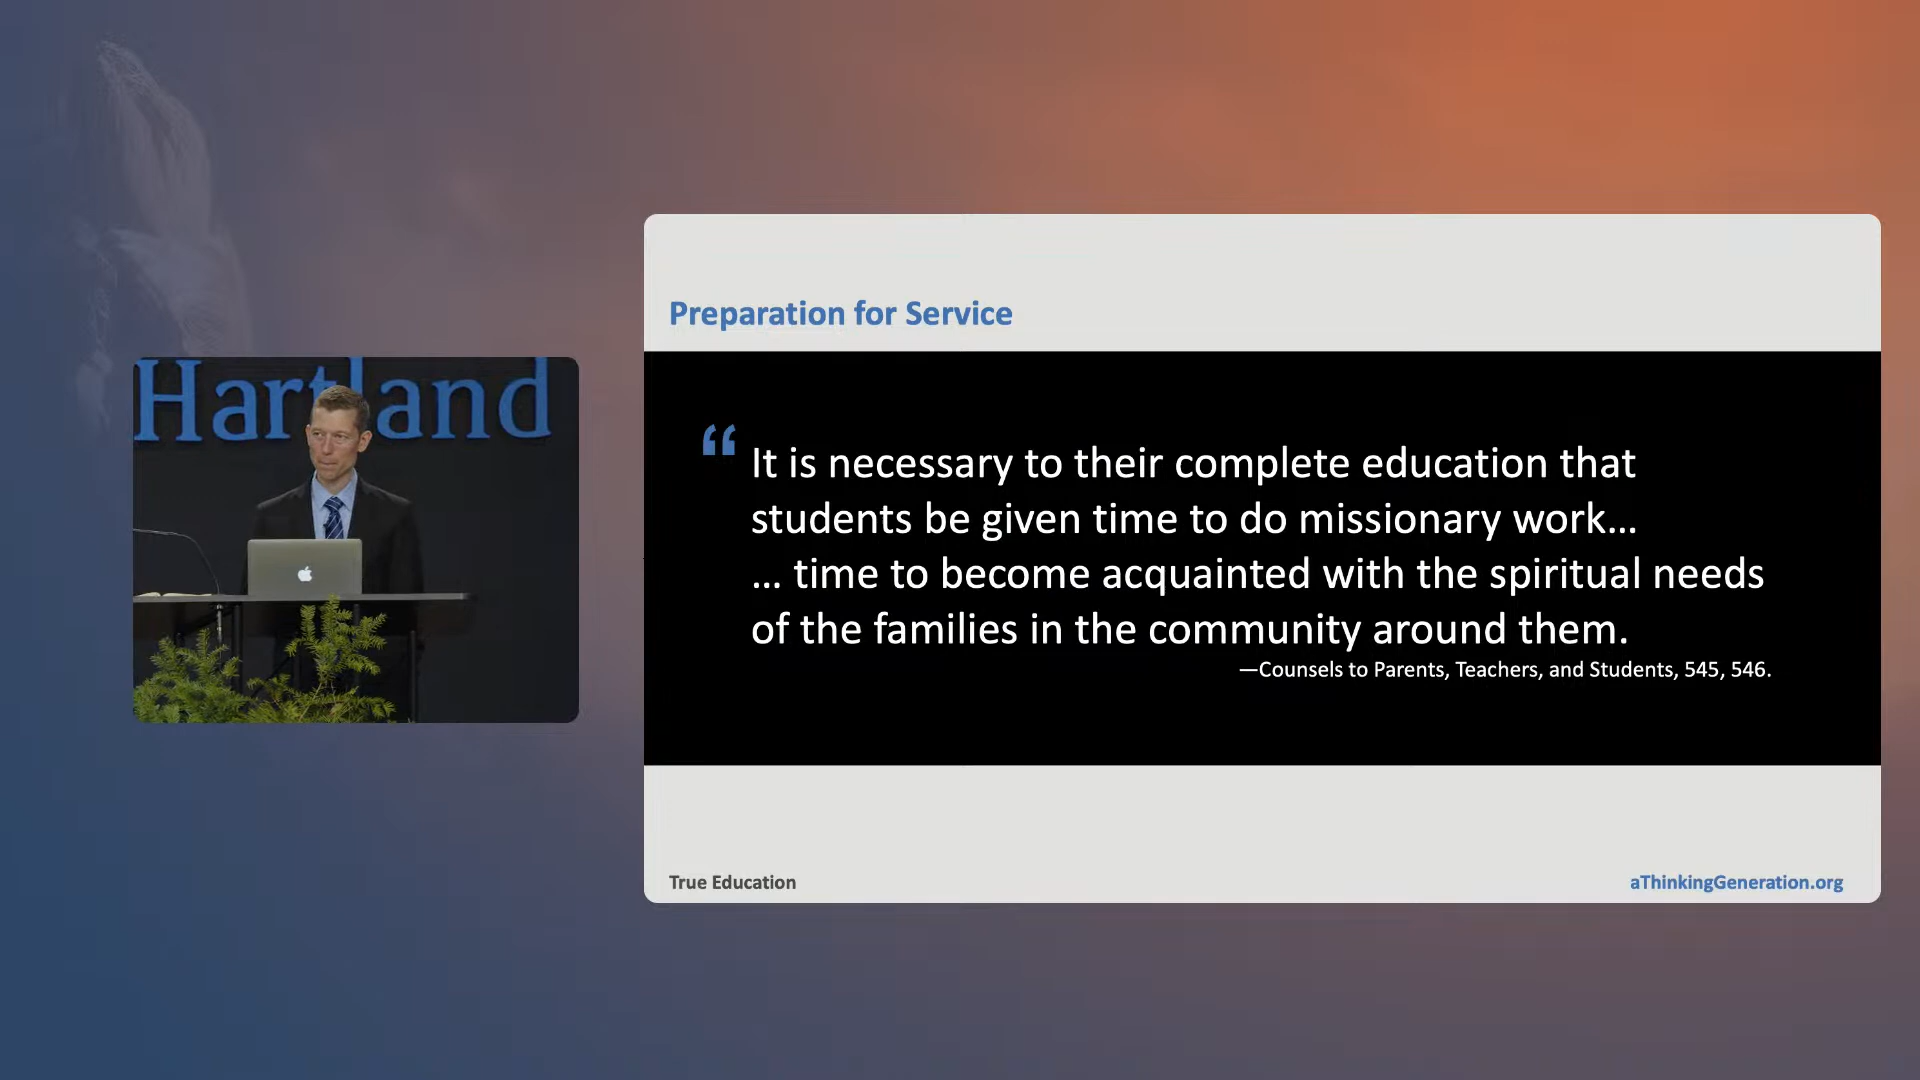 Hartland
Preparation for Service
“ It is necessary to their complete education that
students be given time to do missionary work…
… time to become acquainted with the spiritual needs
of the families in the community around them.
—Counsels to Parents, Teachers, and Students, 545, 546.
True Education
aThinkingGeneration.org